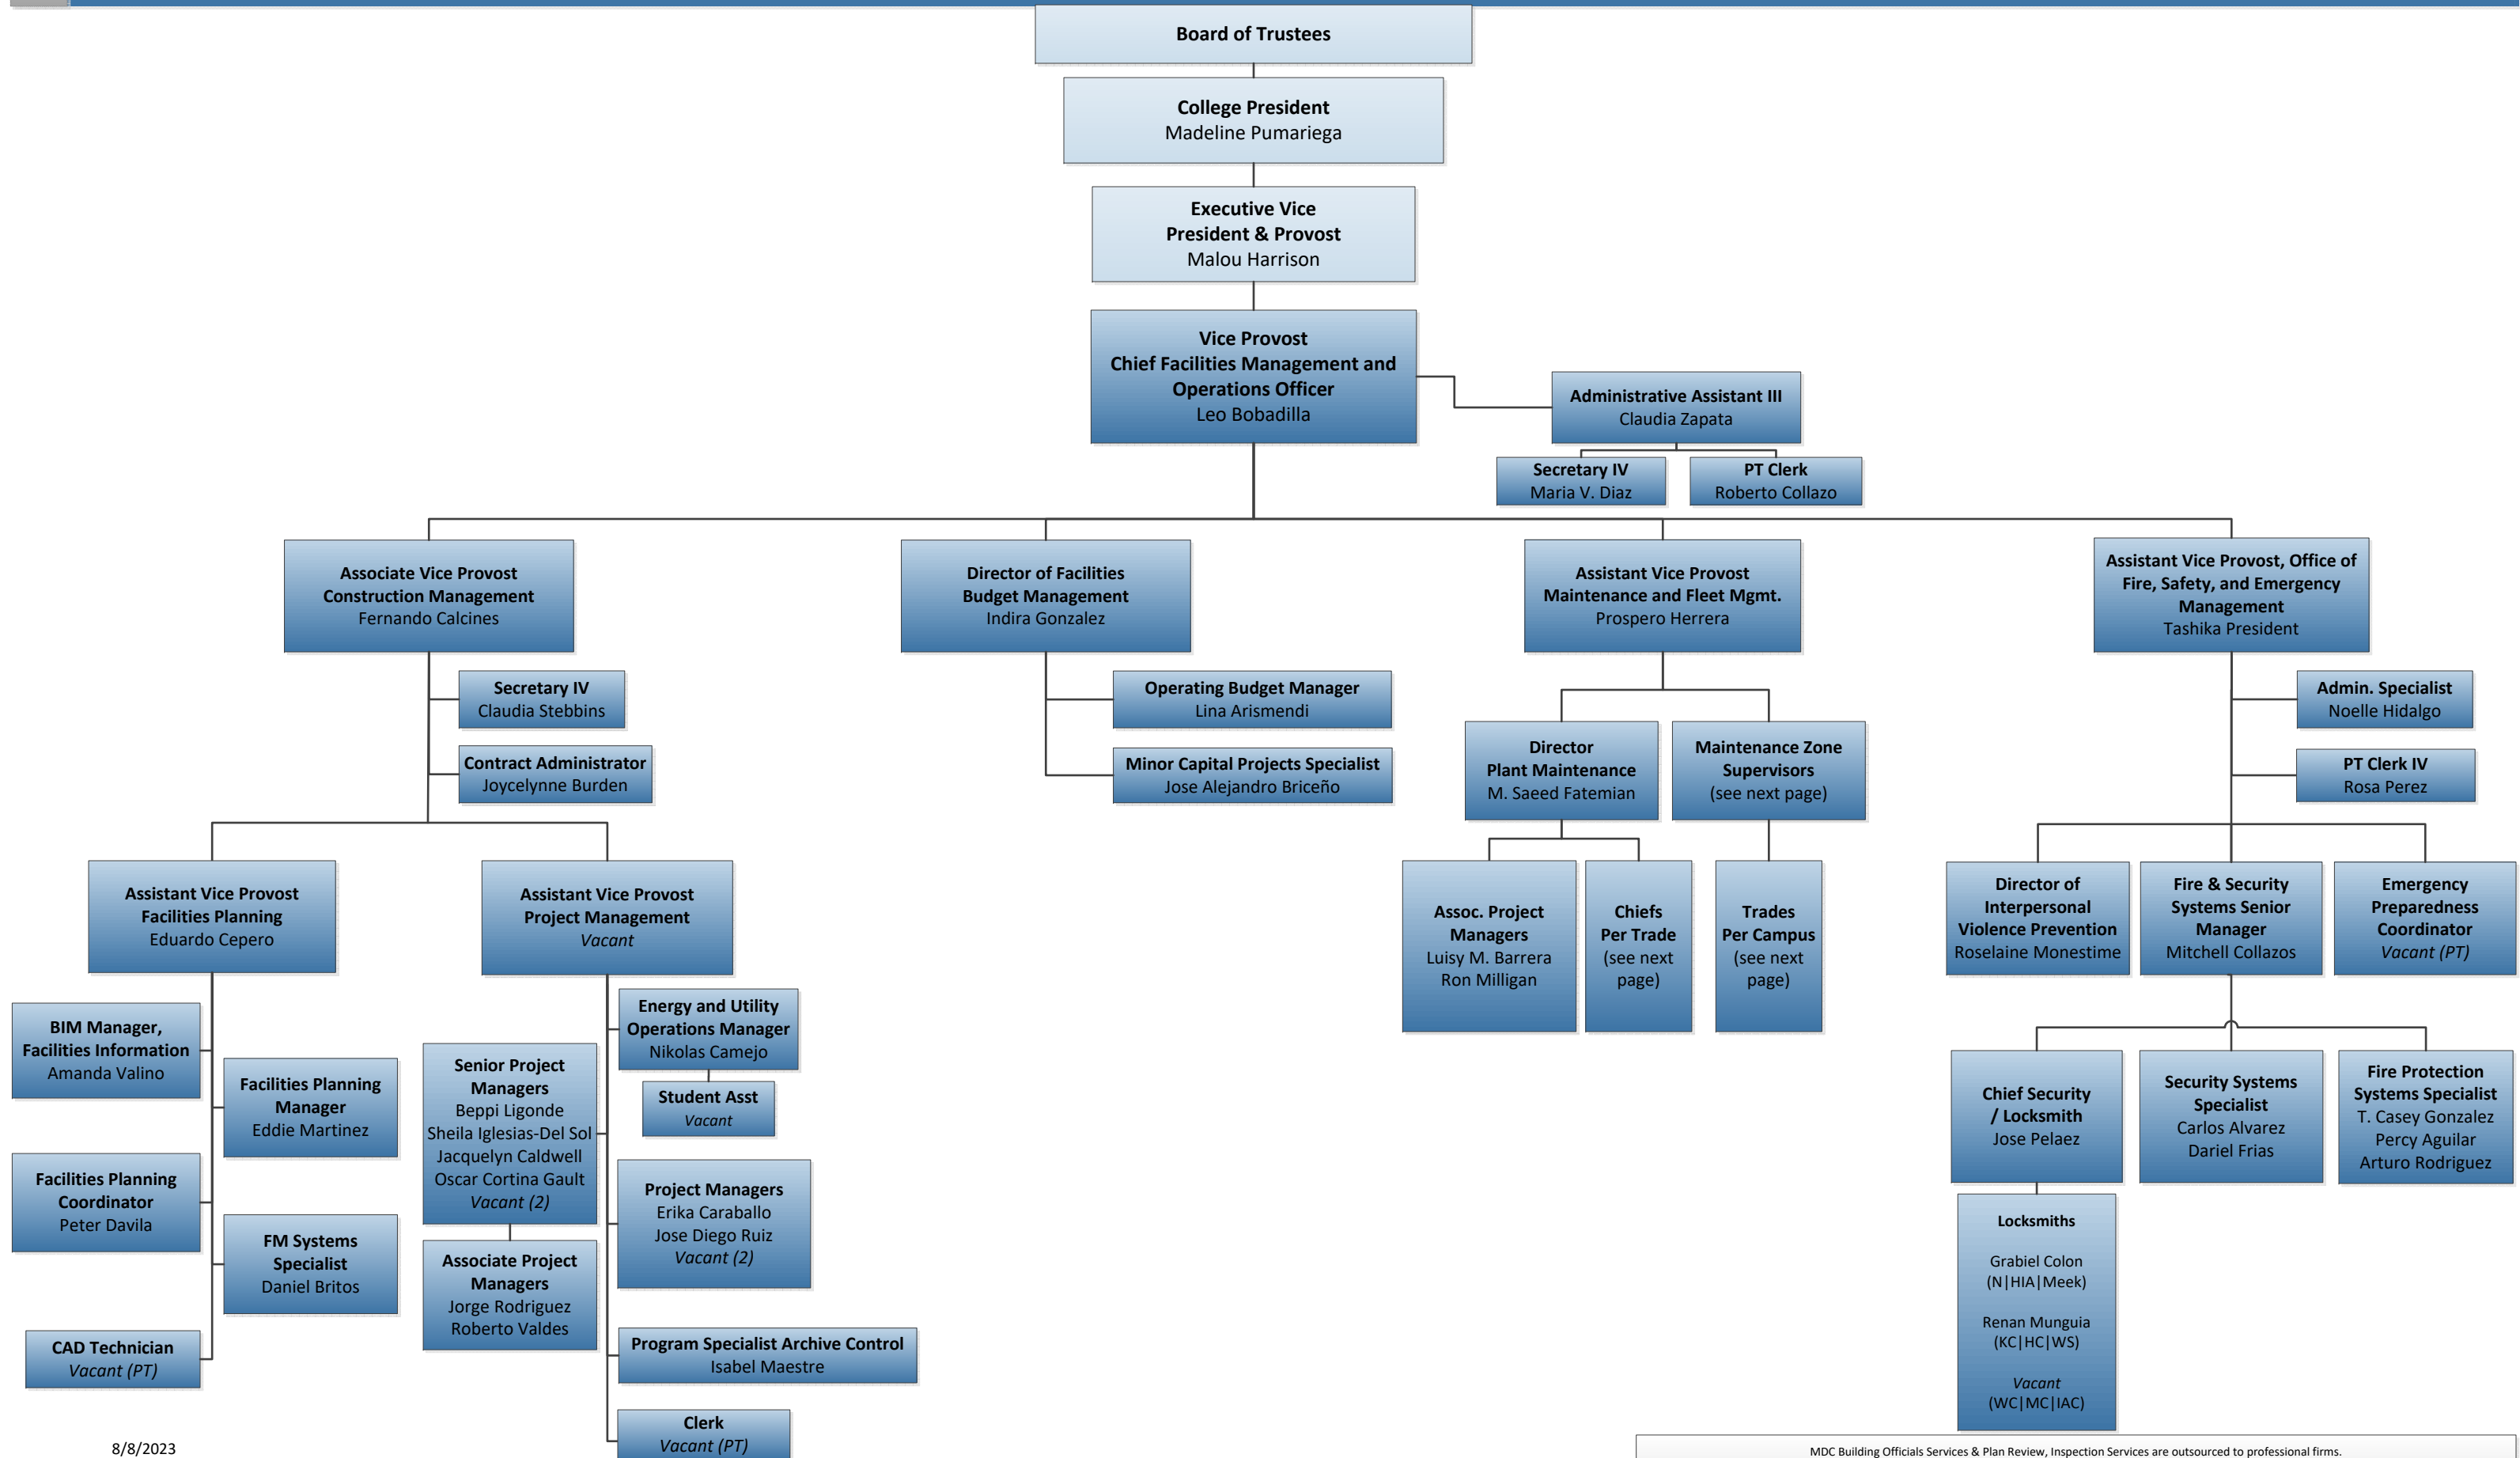 Board of Trustees
College President
Madeline Pumariega
Executive Vice
President & Provost
Malou Harrison
Vice Provost
Chief Facilities Management and
Operations Officer
Leo Bobadilla
Administrative Assistant III
Claudia Zapata
Secretary IV
Maria V. Diaz
PT Clerk
Roberto Collazo
Associate Vice Provost
Construction Management
Fernando Calcines
Director of Facilities
Budget Management
Indira Gonzalez
Assistant Vice Provost
Maintenance and Fleet Mgmt.
Prospero Herrera
Assistant Vice Provost, Office of
Fire, Safety, and Emergency
Management
Tashika President
Secretary IV
Claudia Stebbins
Contract Administrator
Joycelynne Burden
Operating Budget Manager
Lina Arismendi
Minor Capital Projects Specialist
Jose Alejandro Briceño
Director
Plant Maintenance
M. Saeed Fatemian
Maintenance Zone
Supervisors
(see next page)
Admin. Specialist
Noelle Hidalgo
PT Clerk IV
Rosa Perez
Assistant Vice Provost
Facilities Planning
Eduardo Cepero
Assistant Vice Provost
Project Management
Vacant
Assoc. Project
Managers
Luisy M. Barrera
Ron Milligan
Chiefs
Per Trade
(see next
page)
Trades
Per Campus
(see next
page)
Director of
Interpersonal
Violence Prevention
Roselaine Monestime
Fire & Security
Systems Senior
Manager
Mitchell Collazos
Emergency
Preparedness
Coordinator
Vacant (PT)
BIM Manager,
Facilities Information
Amanda Valino
Facilities Planning
Manager
Eddie Martinez
Facilities Planning
Coordinator
Peter Davila
FM Systems
Specialist
Daniel Britos
CAD Technician
Vacant (PT)
Energy and Utility
Operations Manager
Nikolas Camejo
Student Asst
Vacant
Senior Project
Managers
Beppi Ligonde
Sheila Iglesias-Del Sol
Jacquelyn Caldwell
Oscar Cortina Gault
Vacant (2)
Project Managers
Erika Caraballo
Jose Diego Ruiz
Vacant (2)
Associate Project
Managers
Jorge Rodriguez
Roberto Valdes
Program Specialist Archive Control
Isabel Maestre
Clerk
Vacant (PT)
Chief Security
/ Locksmith
Jose Pelaez
Security Systems
Specialist
Carlos Alvarez
Dariel Frias
Fire Protection
Systems Specialist
T. Casey Gonzalez
Percy Aguilar
Arturo Rodriguez
Locksmiths
Grabiel Colon
(N|HIA|Meek)
Renan Munguia
(KC|HC|WS)
Vacant
(WC|MC|IAC)
8/8/2023
MDC Building Officials Services & Plan Review, Inspection Services are outsourced to professional firms.